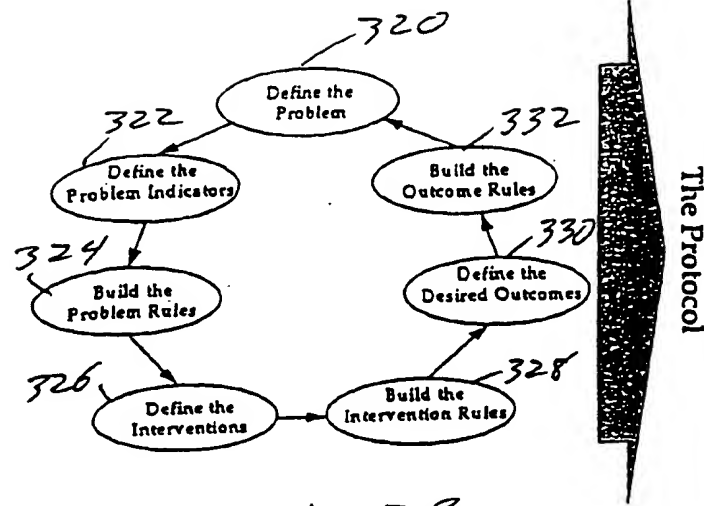 320
Define the
Problem
322
332
Define the
Problem Indicators
Build the
Outcome Rules
324
330
Build the
Problem Rules
Define the
Desired Outcomes
326
328
Define the
Interventions
Build the
Intervention Rules
The Protocol